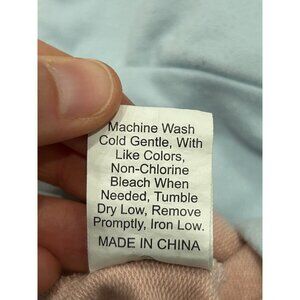 Machine Wash
Cold Gentle, With
Like Colors,
Non-Chlorine
Bleach When
Needed, Tumble
Dry Low, Remove
Promptly, Iron Low.
MADE IN CHINA